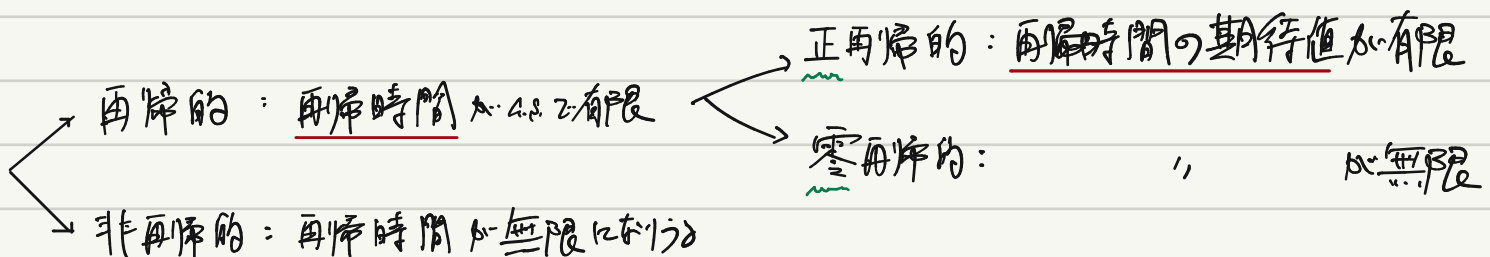 正再帰的：再帰時間の期待値が有限
再帰的：再帰時間が a.s. で有限
零再帰的：〃が無限
非再帰的：再帰時間が無限になりうる